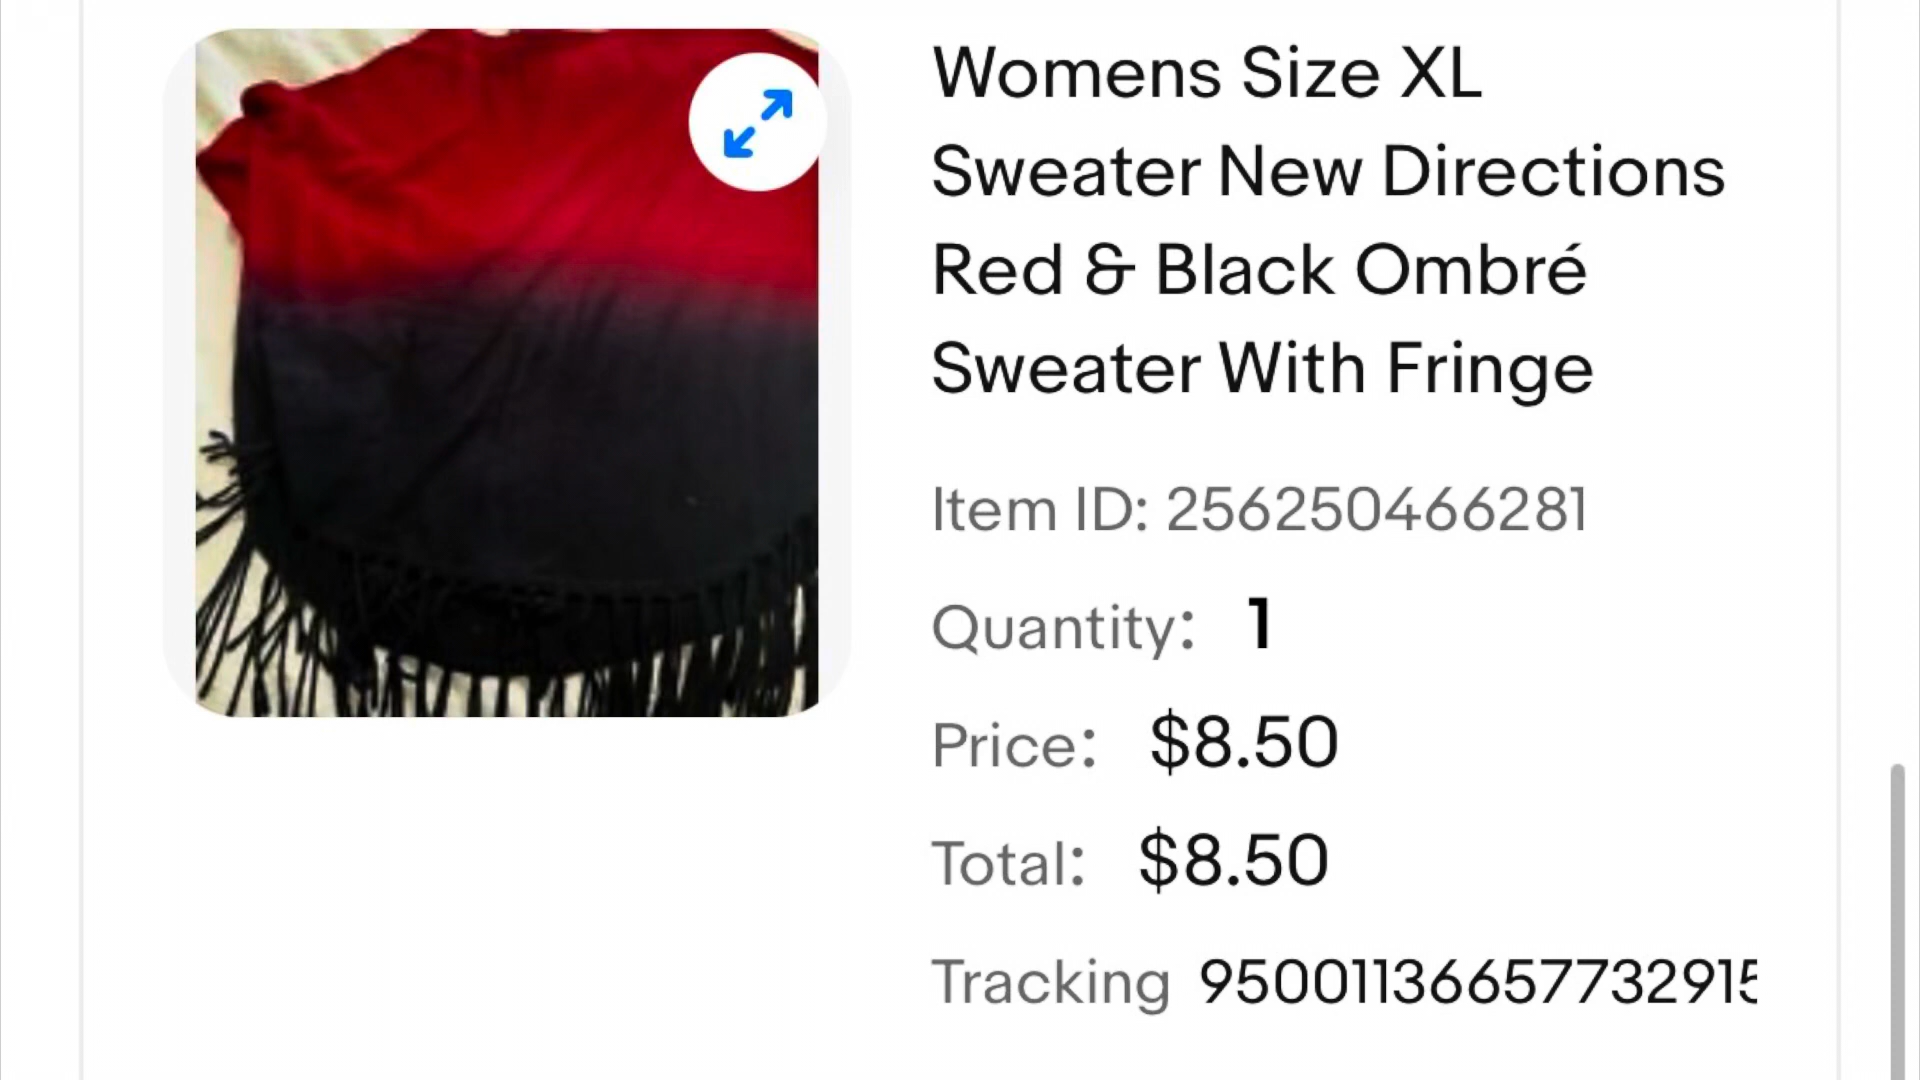 Womens Size XL
Sweater New Directions
Red & Black Ombré
Sweater With Fringe
Item ID: 256250466281
Quantity: 1
Price: $8.50
Total: $8.50
Tracking 95001136657732915